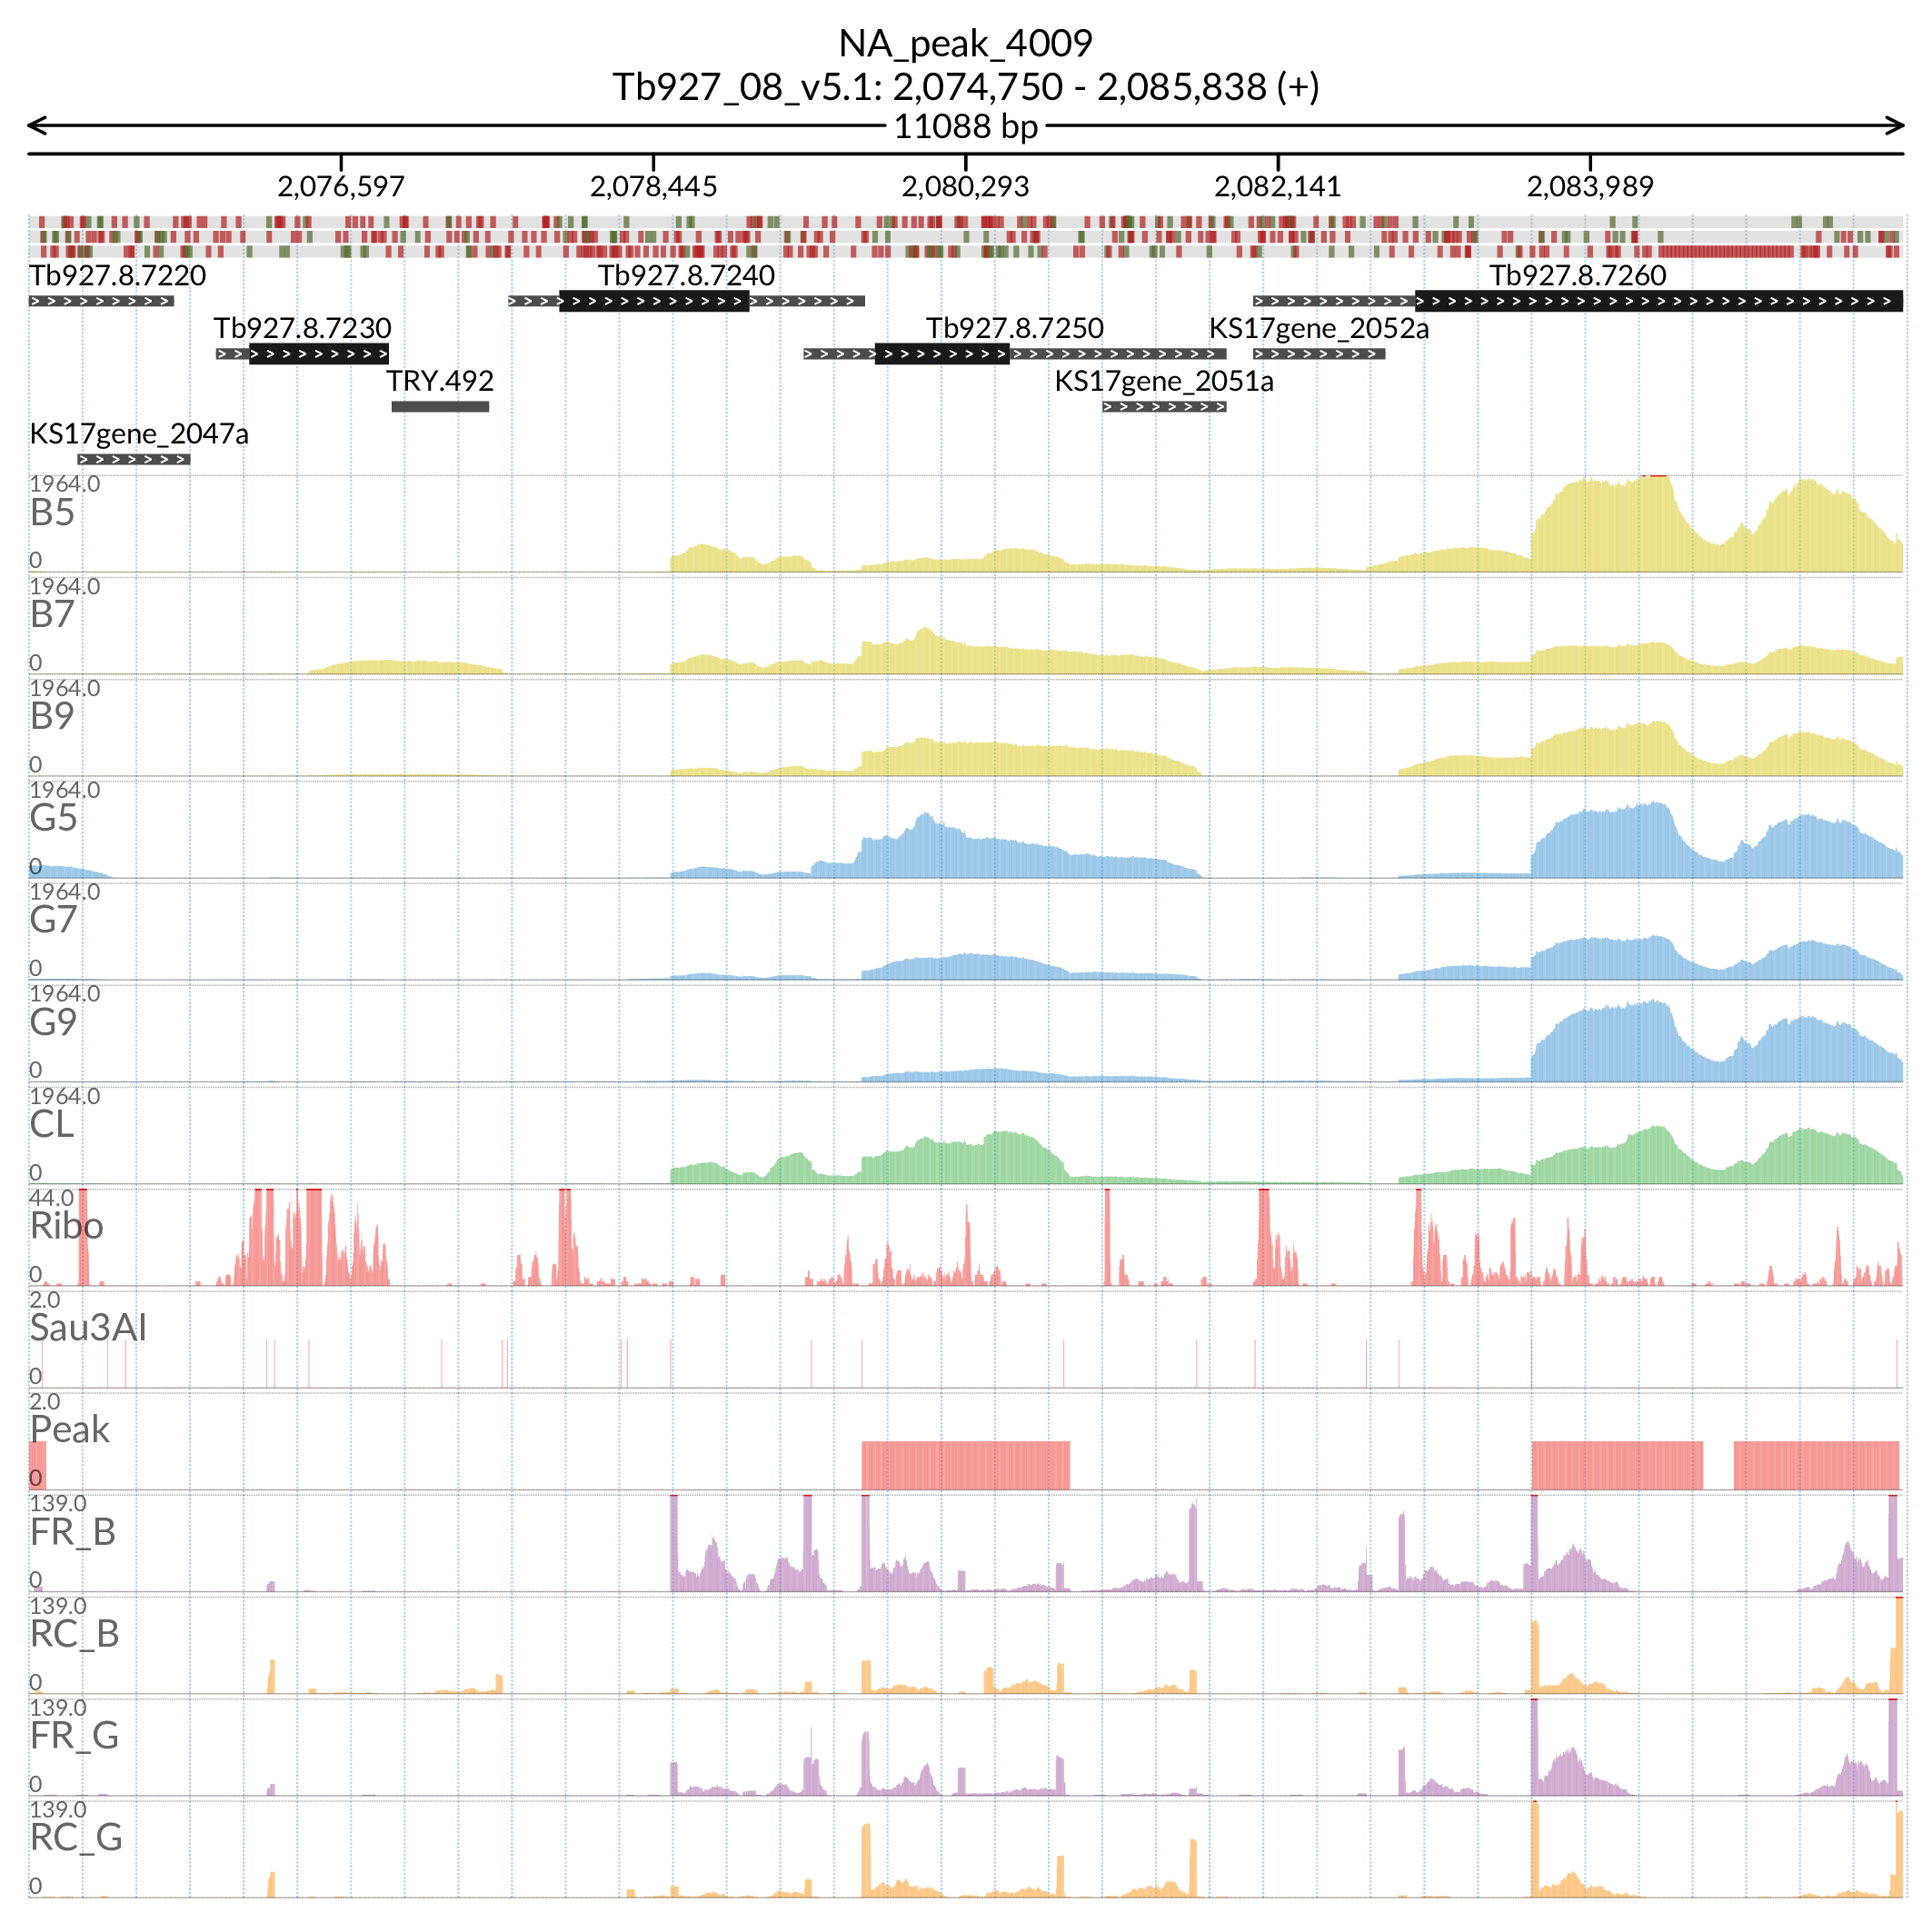 NA_peak_4009
Tb927_08_v5.1: 2,074,750 - 2,085,838 (+)
11088 bp
2,076,597 2,078,445 2,080,293 2,082,141 2,083,989
Tb927.8.7220 Tb927.8.7240 Tb927.8.7260
Tb927.8.7230 Tb927.8.7250 KS17gene_2052a
TRY.492 KS17gene_2051a
KS17gene_2047a
1964.0
B5
0
1964.0
B7
0
1964.0
B9
0
1964.0
G5
0
1964.0
G7
0
1964.0
G9
0
1964.0
CL
0
44.0
Ribo
0
2.0
Sau3AI
0
2.0
Peak
0
139.0
FR_B
0
139.0
RC_B
0
139.0
FR_G
0
139.0
RC_G
0